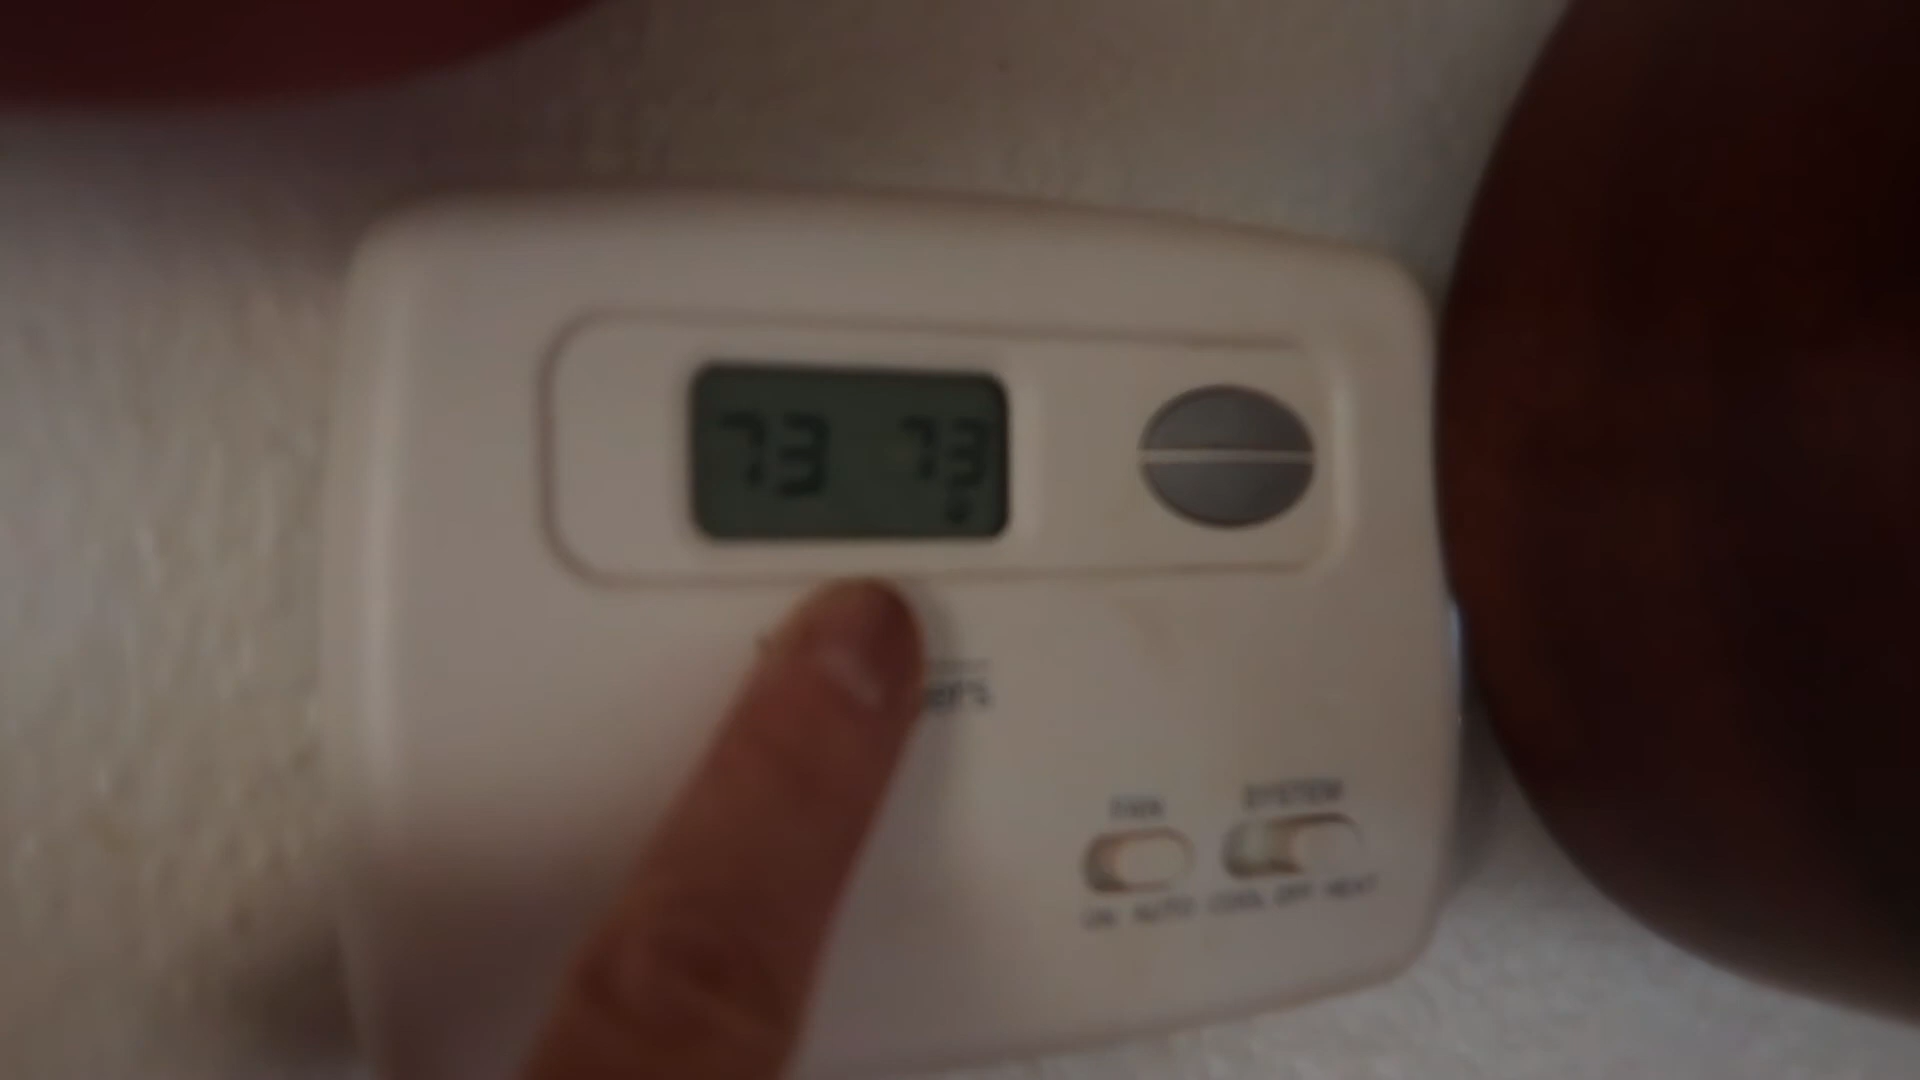 73 73
FAN SYSTEM
ON AUTO COOL OFF HEAT